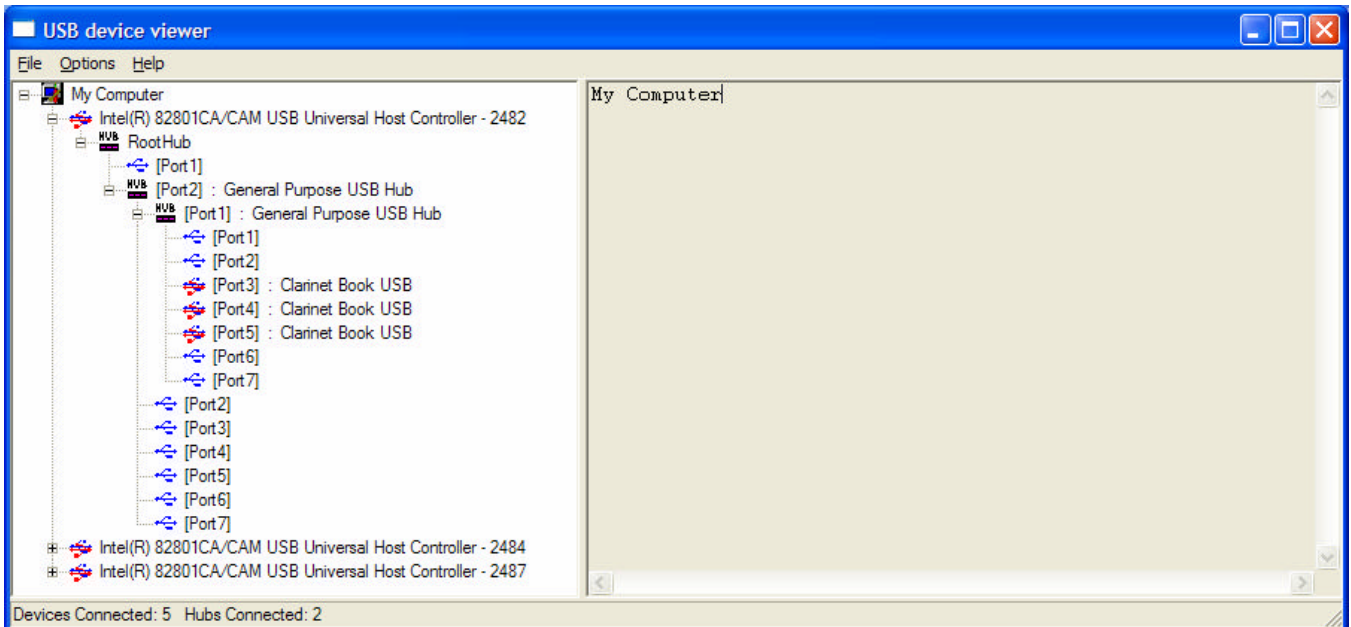 USB device viewer
File Options Help
My Computer
Intel(R) 82801CA/CAM USB Universal Host Controller - 2482
HUB RootHub
[Port1]
HUB [Port2] : General Purpose USB Hub
HUB [Port1] : General Purpose USB Hub
[Port1]
[Port2]
[Port3] : Clarinet Book USB
[Port4] : Clarinet Book USB
[Port5] : Clarinet Book USB
[Port6]
[Port7]
[Port2]
[Port3]
[Port4]
[Port5]
[Port6]
[Port7]
Intel(R) 82801CA/CAM USB Universal Host Controller - 2484
Intel(R) 82801CA/CAM USB Universal Host Controller - 2487
My Computer
Devices Connected: 5 Hubs Connected: 2